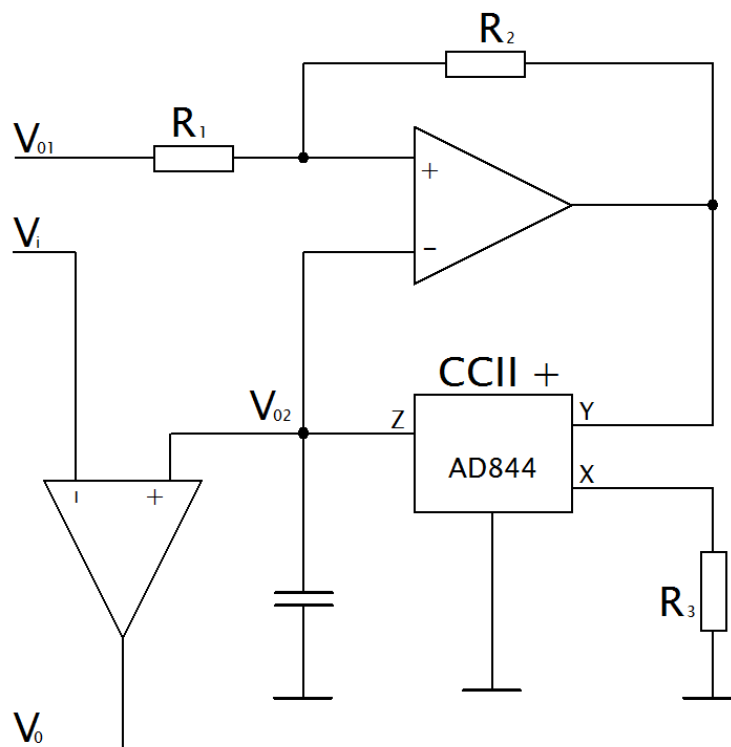 R₂
R₁
V₀₁
+
Vᵢ
−
CCII +
V₀₂
Z
Y
AD844
X
− +
R₃
V₀